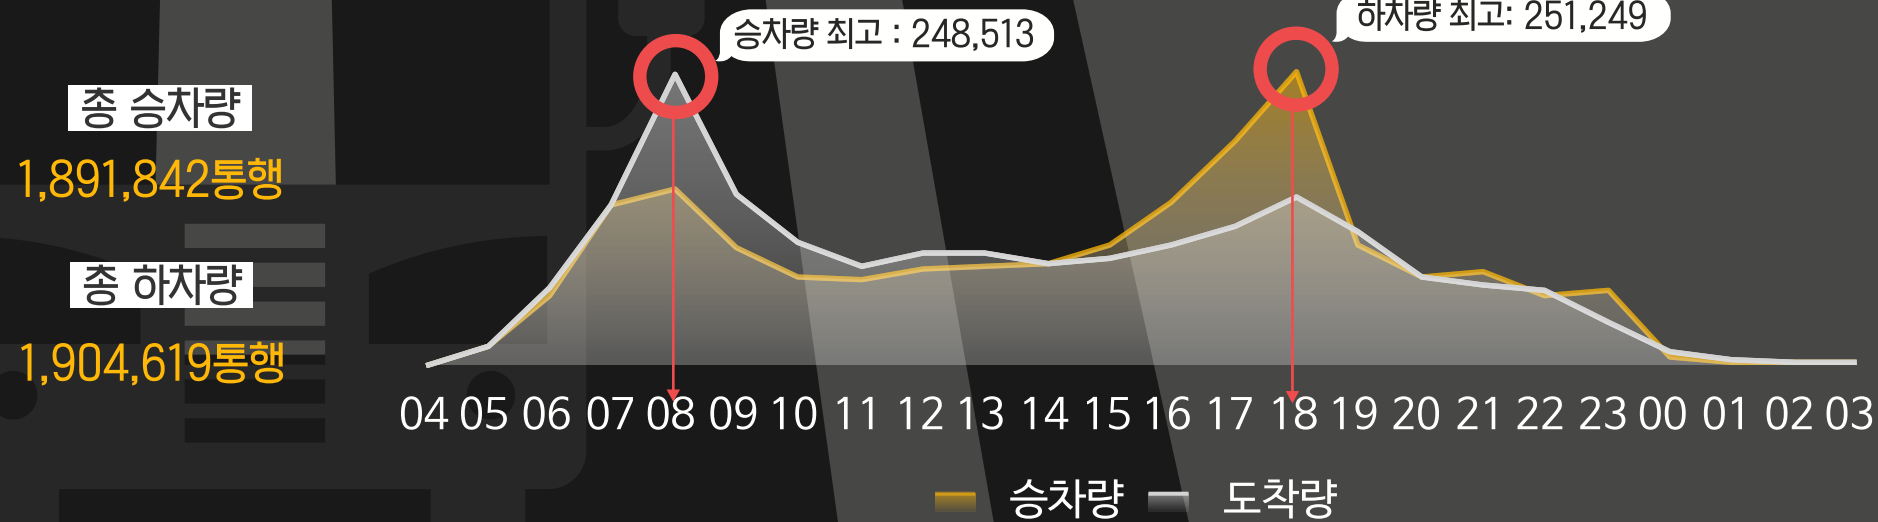 승차량 최고 : 248,513
하차량 최고: 251,249
총 승차량
1,891,842통행
총 하차량
1,904,619통행
04 05 06 07 08 09 10 11 12 13 14 15 16 17 18 19 20 21 22 23 00 01 02 03
승차량 도착량